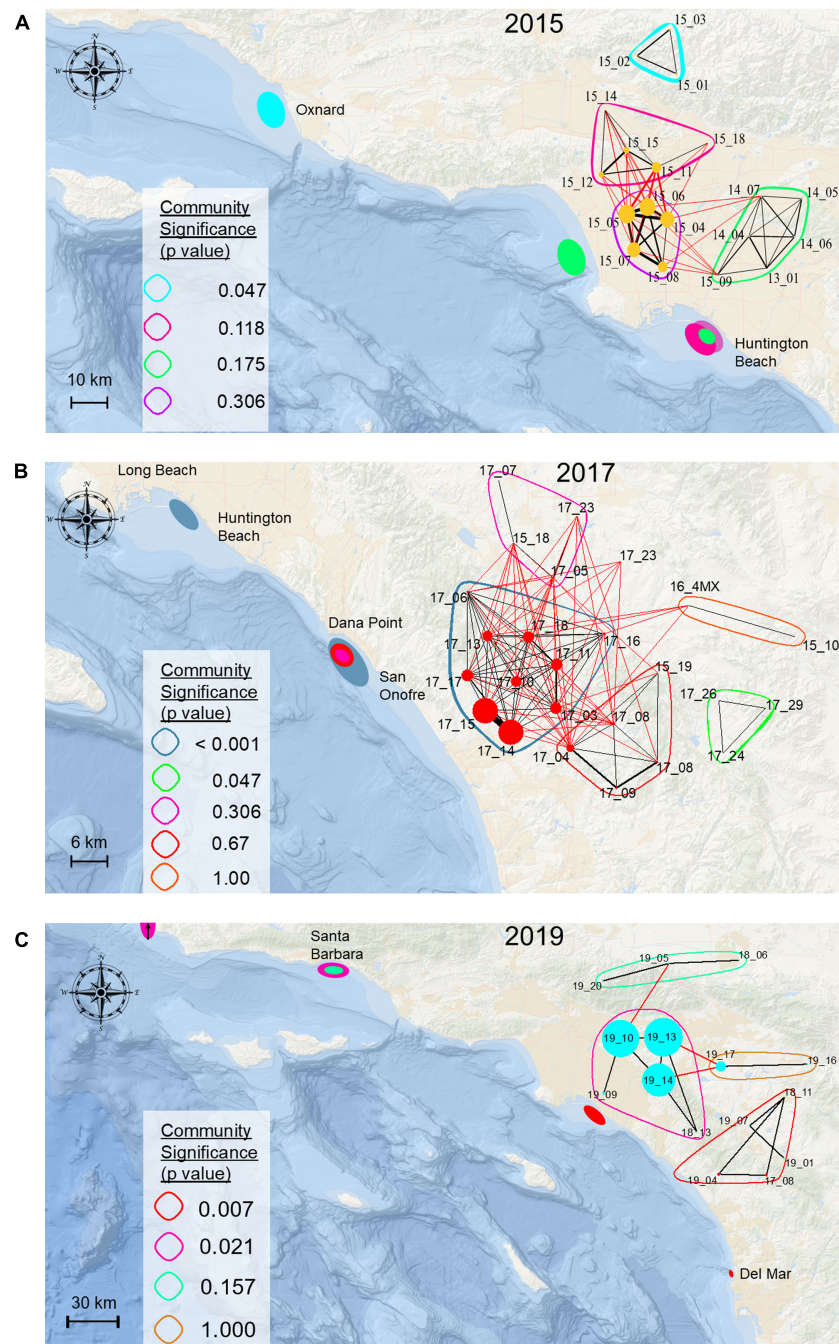 A
2015
N
W
E
S
Oxnard
15_03
15_02
15_01
15_14
15_15
15_18
15_12
15_11
15_06
15_05
15_04
15_07
15_08
14_07
14_05
14_04
14_06
15_09
13_01
Community
Significance
(p value)
0.047
0.118
0.175
0.306
Huntington
Beach
10 km
B
2017
N
W
E
S
Long Beach
Huntington
Beach
Dana Point
San
Onofre
17_07
17_23
15_18
17_05
17_23
17_06
16_4MX
17_18
17_13
17_16
15_10
17_11
15_19
17_17
17_10
17_26
17_29
17_03
17_08
17_15
17_14
17_04
17_24
17_08
17_09
Community
Significance
(p value)
< 0.001
0.047
0.306
0.67
1.00
6 km
C
2019
N
W
E
S
Santa
Barbara
19_05
18_06
19_20
19_10
19_13
19_17
19_16
19_14
19_09
18_11
19_07
18_13
19_01
19_04
17_08
Community
Significance
(p value)
0.007
0.021
0.157
1.000
Del Mar
30 km